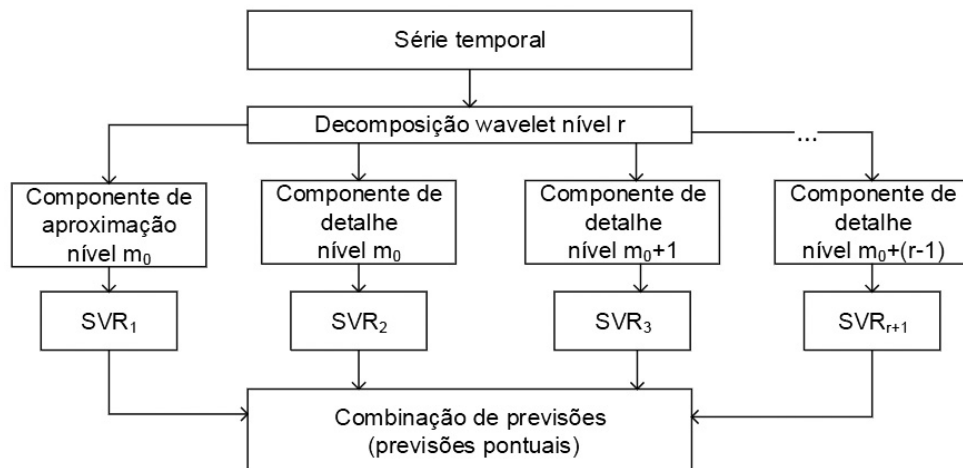 Série temporal
Decomposição wavelet nível r
...
Componente de
aproximação
nível m₀
Componente de
detalhe
nível m₀
Componente de
detalhe
nível m₀+1
Componente de
detalhe
nível m₀+(r-1)
SVR₁
SVR₂
SVR₃
SVRᵣ₊₁
Combinação de previsões
(previsões pontuais)